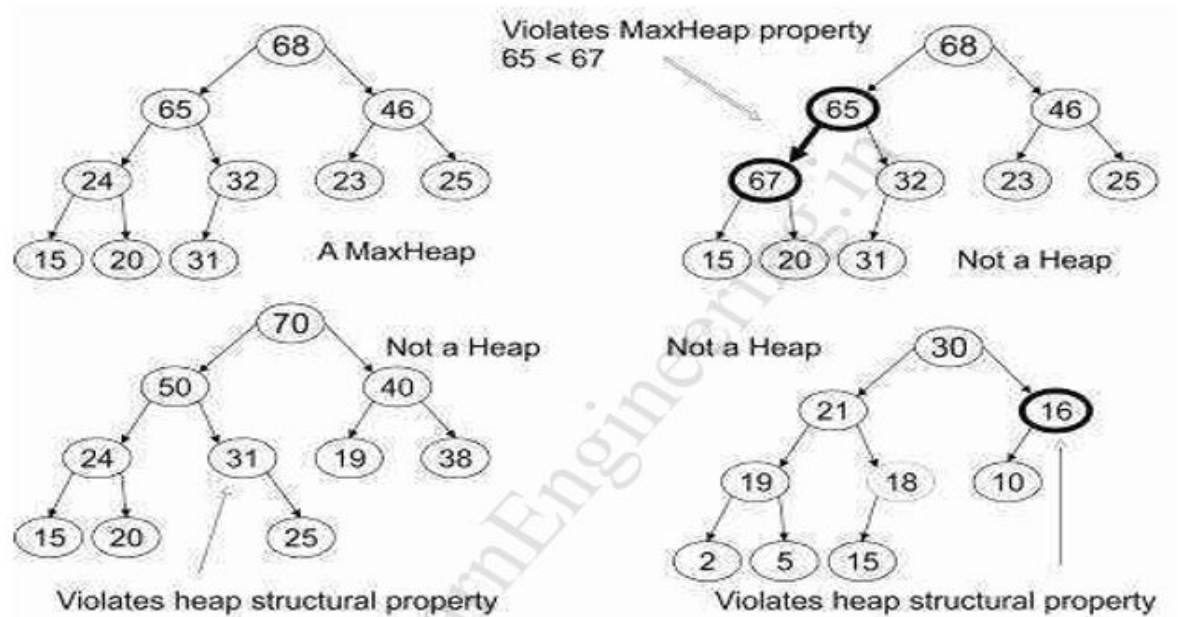 68
65 46
24 32 23 25
15 20 31
A MaxHeap
Violates MaxHeap property
65 < 67
68
65 46
67 32 23 25
15 20 31
Not a Heap
70
Not a Heap
50 40
24 31 19 38
15 20 25
Violates heap structural property
Not a Heap
30
21 16
19 18 10
2 5 15
Violates heap structural property
rnEngineering.in